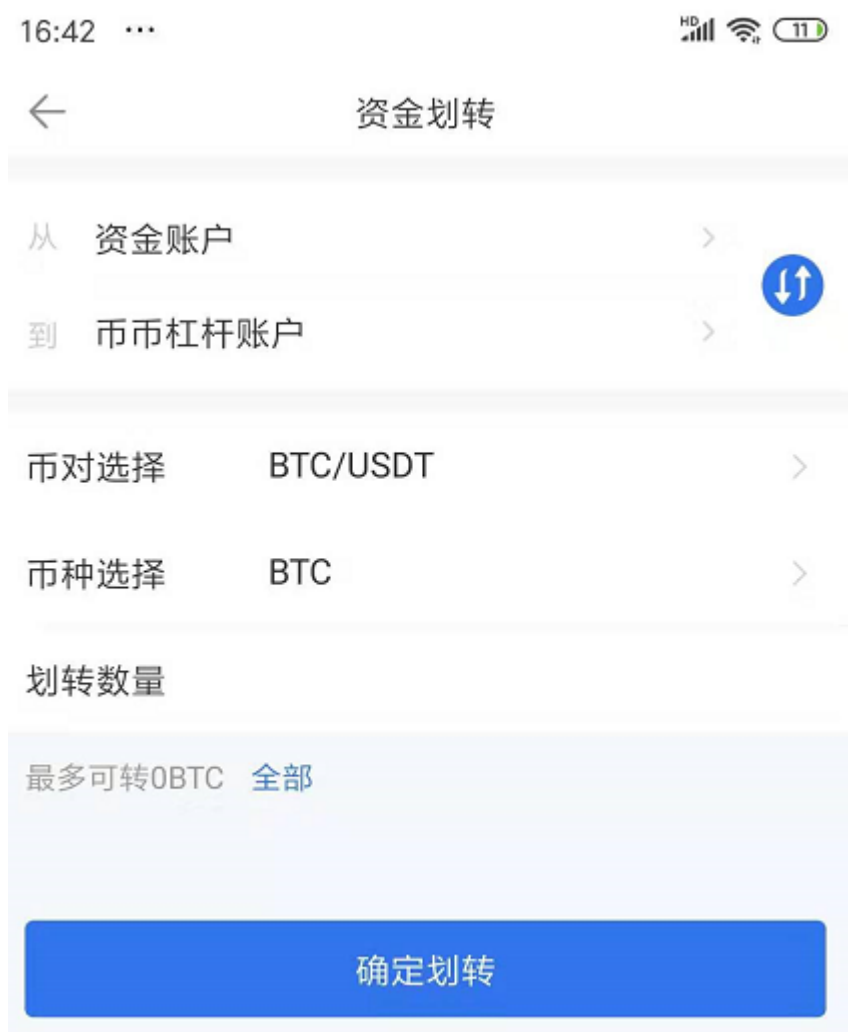 16:42 ...
HD 11
资金划转
从 资金账户
到 币币杠杆账户
币对选择 BTC/USDT
币种选择 BTC
划转数量
最多可转0BTC 全部
确定划转